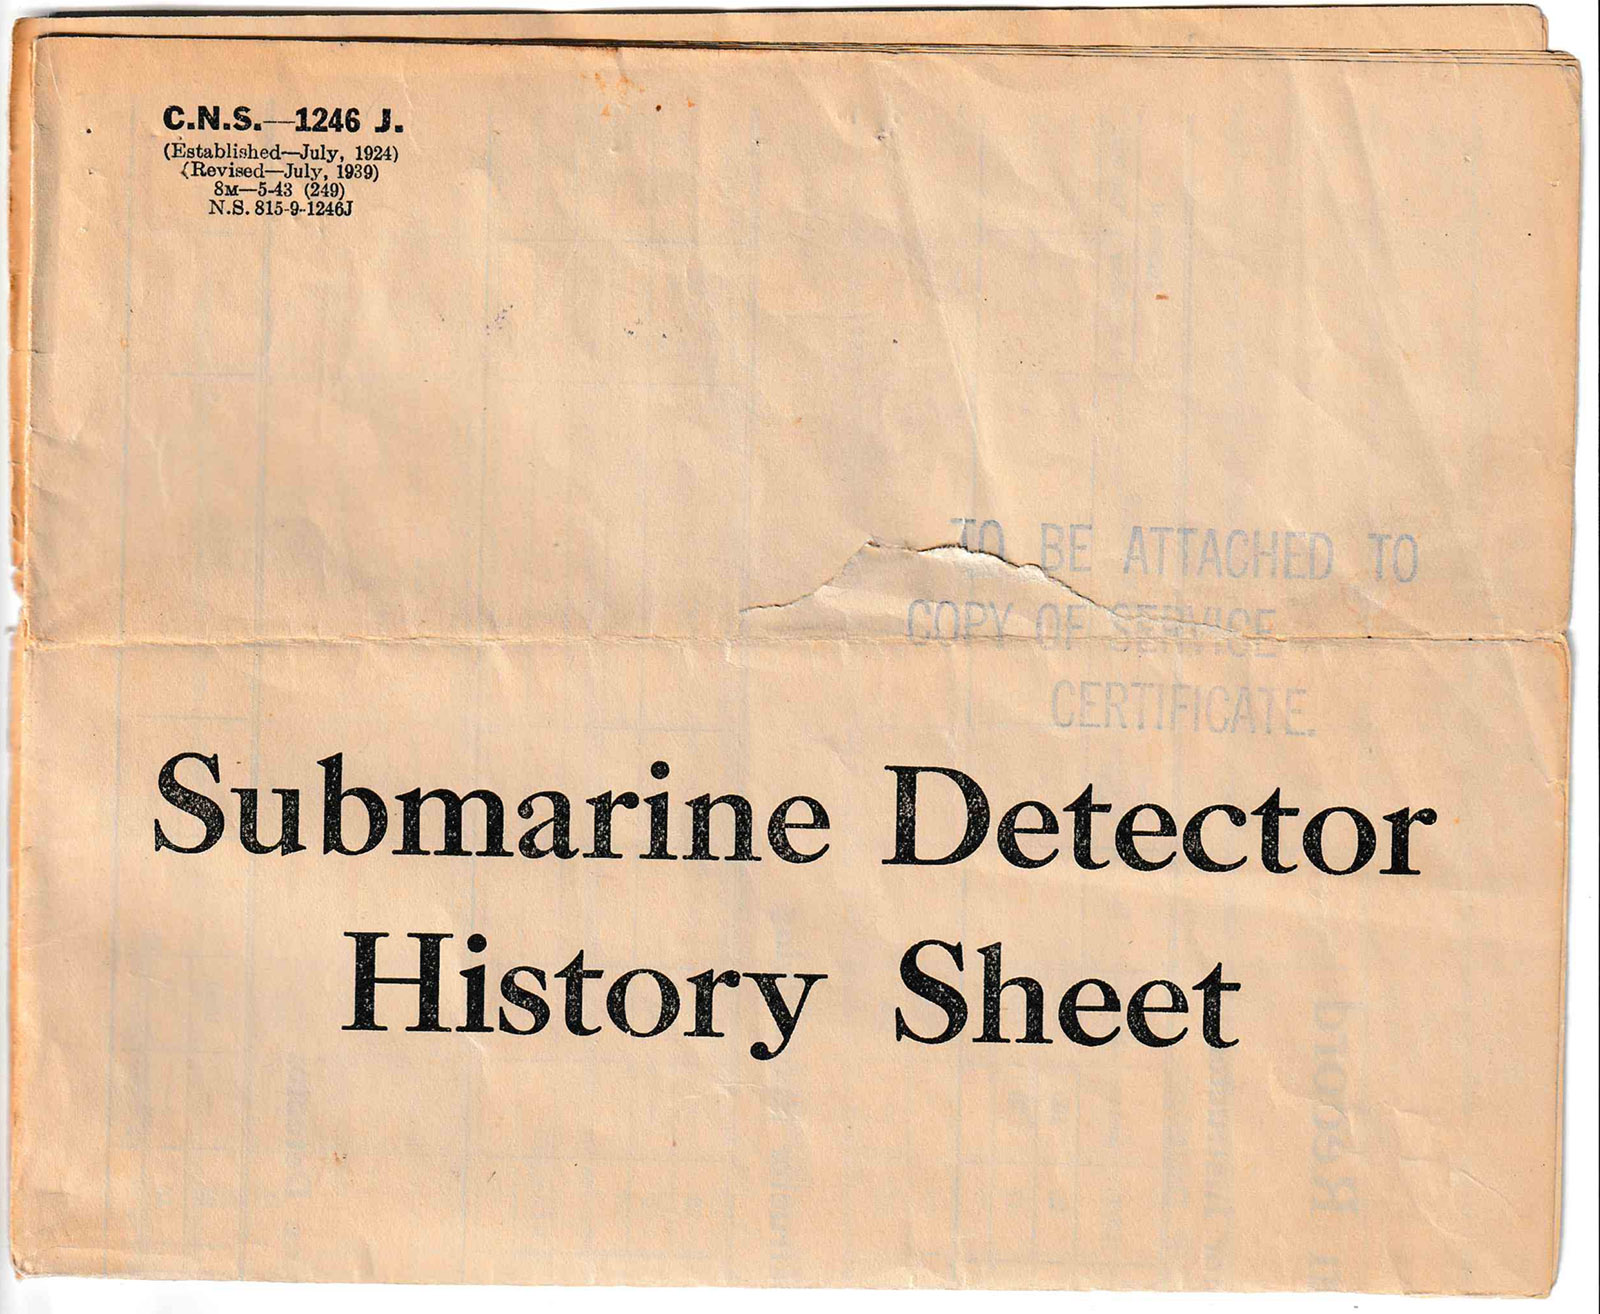 C.N.S.—1246 J.
(Established—July, 1924)
(Revised—July, 1939)
8M—5-43 (249)
N.S. 815-9-1246J
TO BE ATTACHED TO
COPY OF SERVICE
CERTIFICATE.
Submarine Detector
History Sheet
Record